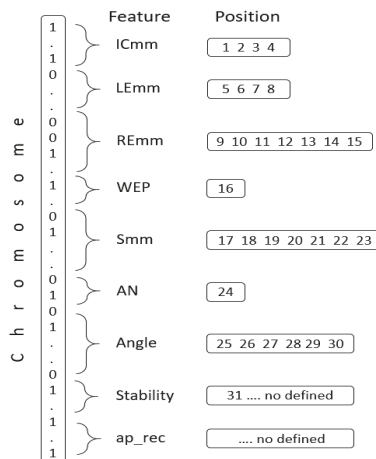 Feature Position
1
.
1
0
.
.
0
0
1
.
1
.
0
1
.
.
0
1
0
1
.
.
0
1
.
1
.
1
Chromosome
ICmm 1 2 3 4
LEmm 5 6 7 8
REmm 9 10 11 12 13 14 15
WEP 16
Smm 17 18 19 20 21 22 23
AN 24
Angle 25 26 27 28 29 30
Stability 31 .... no defined
ap_rec .... no defined